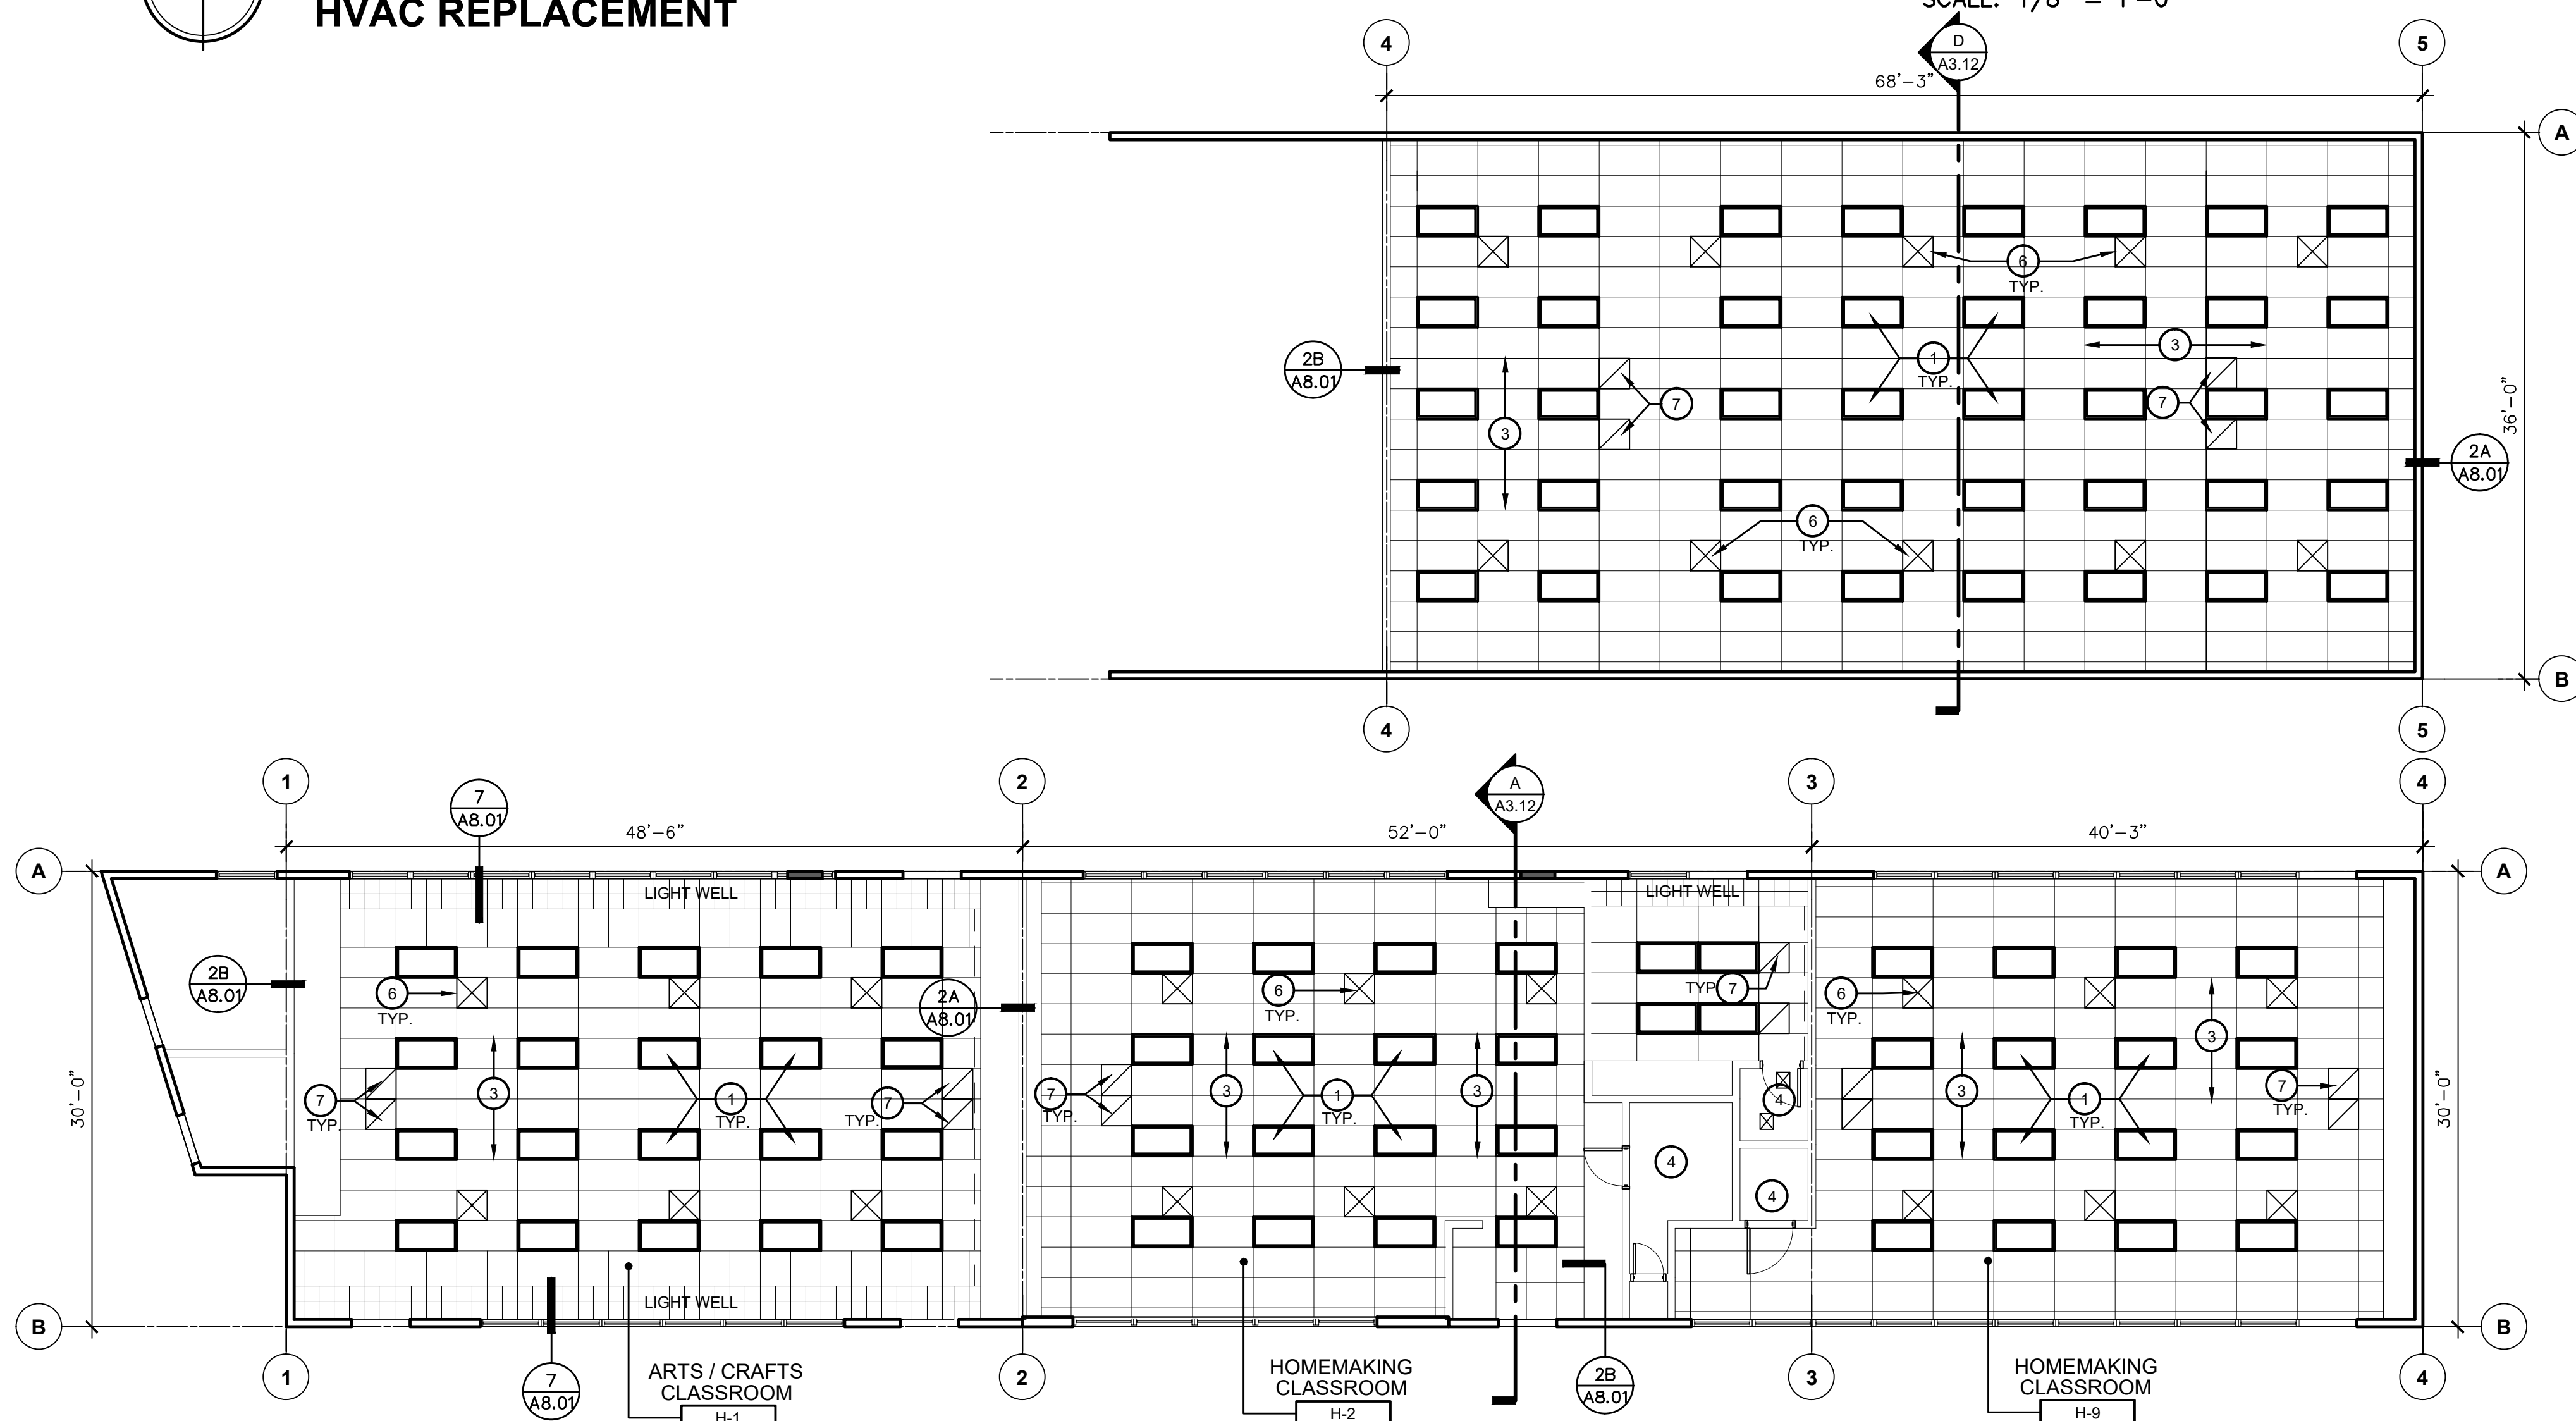 HVAC REPLACEMENT
SCALE: 1/8" = 1'-0"
4
D
A3.12
5
68'-3"
A
6
TYP.
2B
A8.01
1
TYP.
3
7
7
3
36'-0"
2A
A8.01
6
TYP.
B
4
5
1
7
A8.01
2
A
A3.12
3
4
48'-6"
52'-0"
40'-3"
A
A
LIGHT WELL
LIGHT WELL
2B
A8.01
6
TYP.
2A
A8.01
6
TYP.
TYP.
7
6
TYP.
3
30'-0"
7
TYP.
3
1
TYP.
7
TYP.
7
TYP.
3
1
TYP.
3
4
3
1
TYP.
7
TYP.
30'-0"
4
4
LIGHT WELL
B
B
1
7
A8.01
ARTS / CRAFTS
CLASSROOM
H-1
2
HOMEMAKING
CLASSROOM
H-2
2B
A8.01
3
HOMEMAKING
CLASSROOM
H-9
4